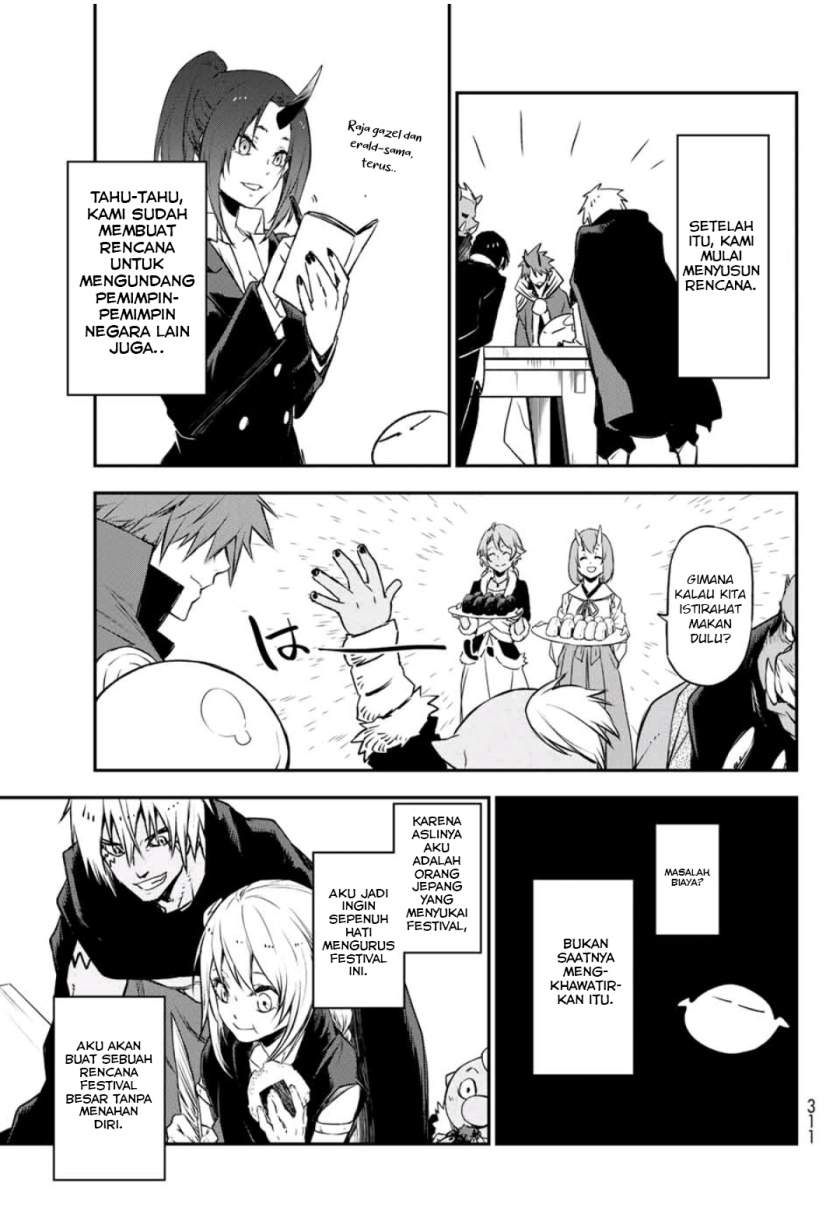 SETELAH
ITU, KAMI
MULAI
MENYUSUN
RENCANA.
Raja gazel dan
erald-sama,
terus..
TAHU-TAHU,
KAMI SUDAH
MEMBUAT
RENCANA
UNTUK
MENGUNDANG
PEMIMPIN-
PEMIMPIN
NEGARA LAIN
JUGA..
GIMANA
KALAU KITA
ISTIRAHAT
MAKAN
DULU?
はーー
MASALAH
BIAYA?
BUKAN
SAATNYA
MENG-
KHAWATIR-
KAN ITU.
KARENA
ASLINYA
AKU
ADALAH
ORANG
JEPANG
YANG
MENYUKAI
FESTIVAL,
AKU JADI
INGIN
SEPENUH
HATI
MENGURUS
FESTIVAL
INI.
AKU AKAN
BUAT SEBUAH
RENCANA
FESTIVAL
BESAR TANPA
MENAHAN
DIRI.
311